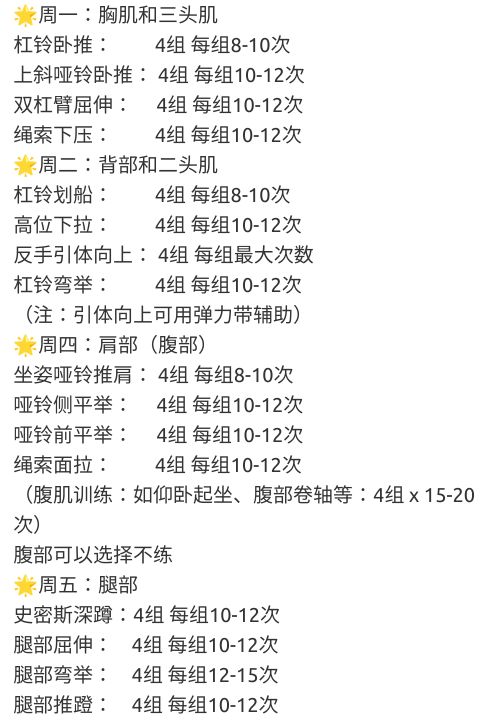 🌟周一：胸肌和三头肌
杠铃卧推： 4组 每组8-10次
上斜哑铃卧推： 4组 每组10-12次
双杠臂屈伸： 4组 每组10-12次
绳索下压： 4组 每组10-12次
🌟周二：背部和二头肌
杠铃划船： 4组 每组8-10次
高位下拉： 4组 每组10-12次
反手引体向上： 4组 每组最大次数
杠铃弯举： 4组 每组10-12次
（注：引体向上可用弹力带辅助）
🌟周四：肩部（腹部）
坐姿哑铃推肩： 4组 每组8-10次
哑铃侧平举： 4组 每组10-12次
哑铃前平举： 4组 每组10-12次
绳索面拉： 4组 每组10-12次
（腹肌训练：如仰卧起坐、腹部卷轴等：4组 x 15-20
次）
腹部可以选择不练
🌟周五：腿部
史密斯深蹲：4组 每组10-12次
腿部屈伸： 4组 每组10-12次
腿部弯举： 4组 每组12-15次
腿部推蹬： 4组 每组10-12次